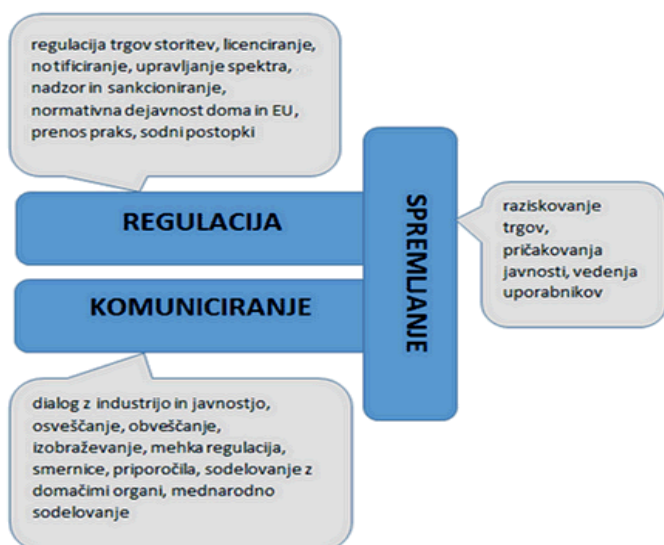 regulacija trgov storitev, licenciranje,
notificiranje, upravljanje spektra,
nadzor in sankcioniranje,
normativna dejavnost doma in EU,
prenos praks, sodni postopki
REGULACIJA
KOMUNICIRANJE
SPREMLJANJE
raziskovanje
trgov,
pričakovanja
javnosti, vedenja
uporabnikov
dialog z industrijo in javnostjo,
osveščanje, obveščanje,
izobraževanje, mehka regulacija,
smernice, priporočila, sodelovanje z
domačimi organi, mednarodno
sodelovanje